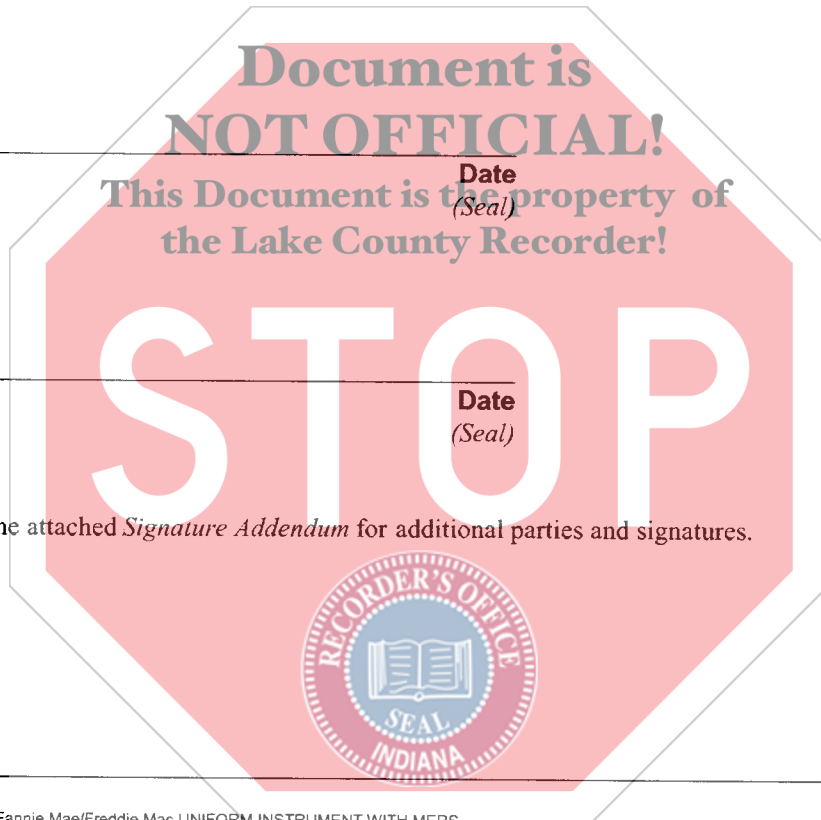 Document is
NOT OFFICIAL!
Date
This Document is the property of
(Seal)
the Lake County Recorder!
STOP
Date
(Seal)
attached Signature Addendum for additional parties and signatures.
RECORDER'S OFFICE
SEAL
INDIANA
Fannie Mae/Freddie Mac UNIFORM INSTRUMENT WITH MERS